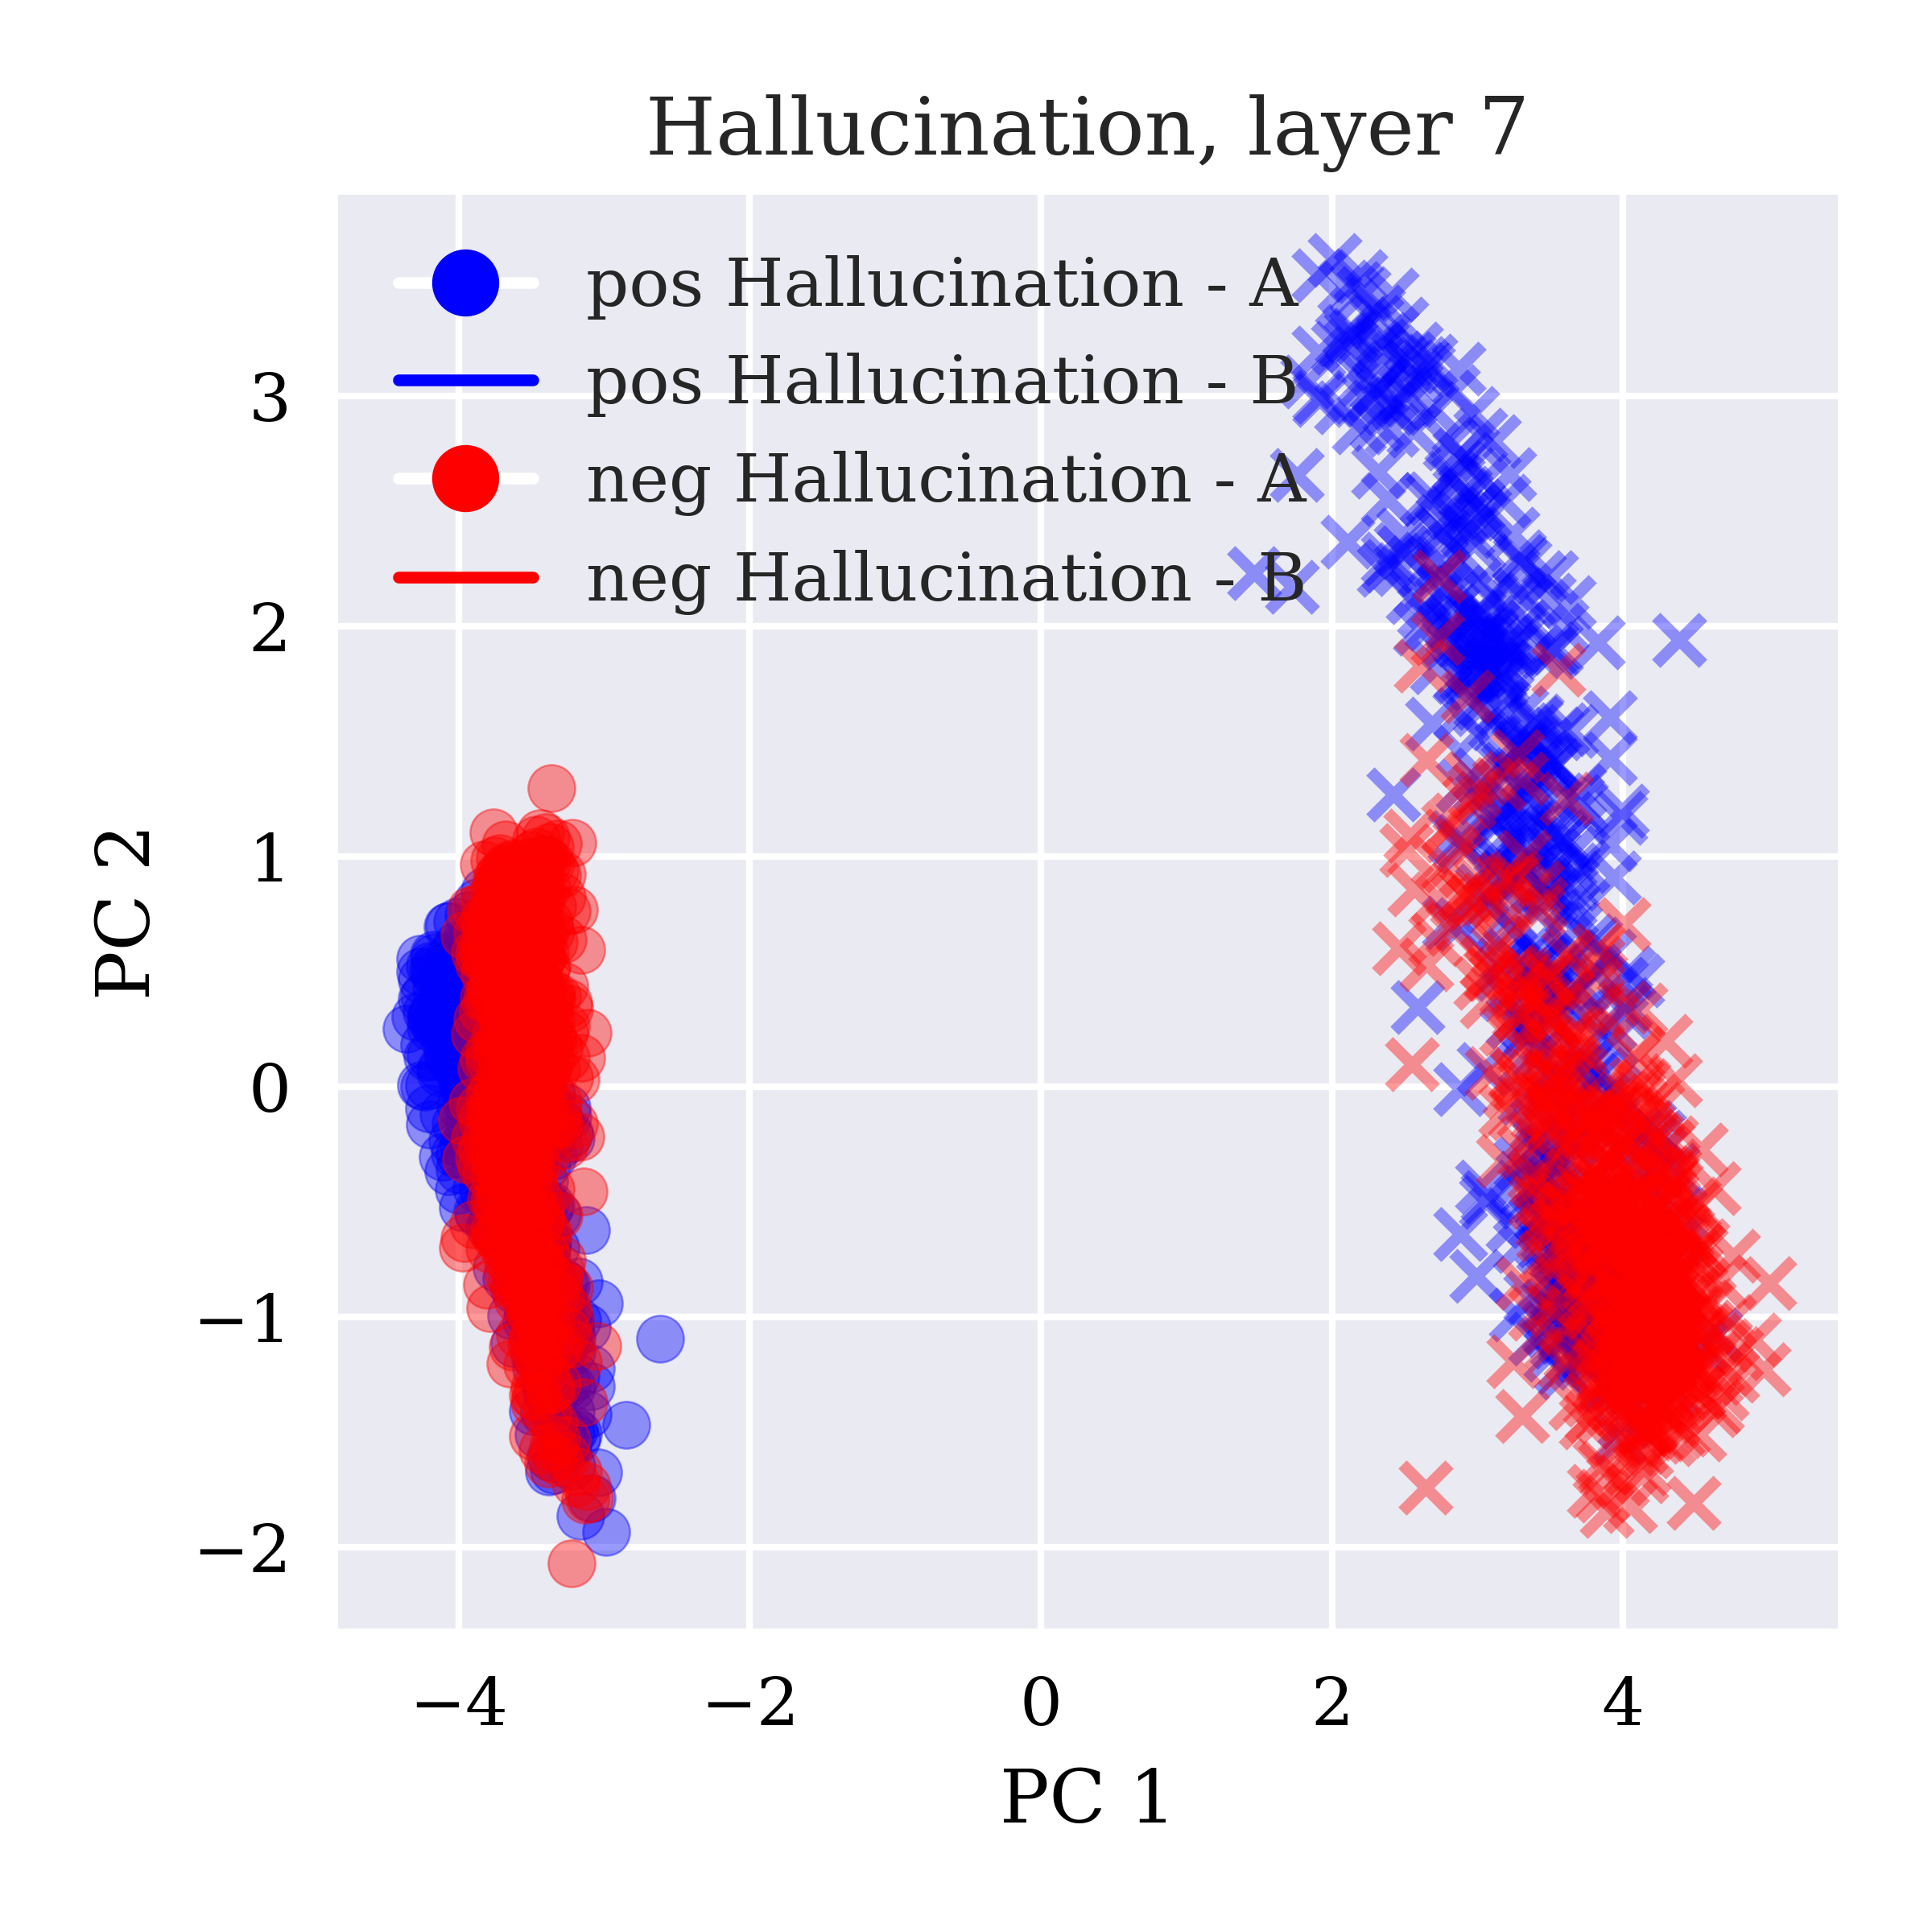 Hallucination, layer 7
pos Hallucination - A
pos Hallucination - B
neg Hallucination - A
neg Hallucination - B
3
2
1
0
−1
−2
PC 2
−4 −2 0 2 4
PC 1